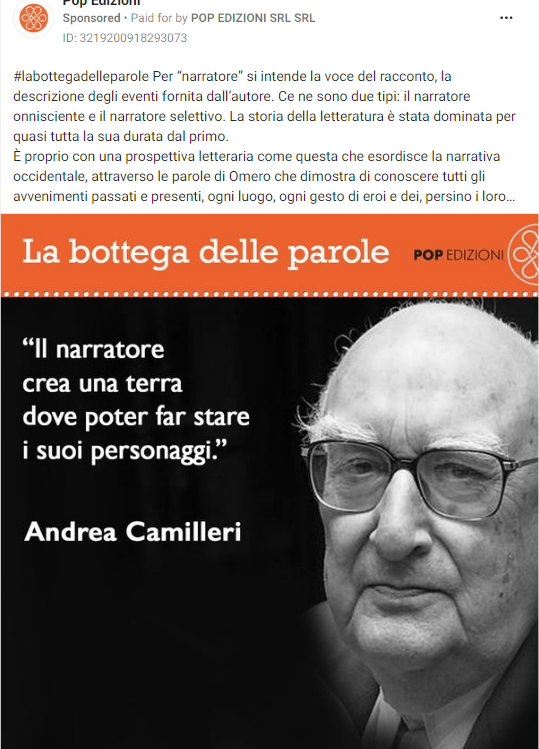 Pop Edizioni
Sponsored • Paid for by POP EDIZIONI SRL SRL
ID: 3219200918293073
#labottegadelleparole Per “narratore” si intende la voce del racconto, la
descrizione degli eventi fornita dall’autore. Ce ne sono due tipi: il narratore
onnisciente e il narratore selettivo. La storia della letteratura è stata dominata per
quasi tutta la sua durata dal primo.
È proprio con una prospettiva letteraria come questa che esordisce la narrativa
occidentale, attraverso le parole di Omero che dimostra di conoscere tutti gli
avvenimenti passati e presenti, ogni luogo, ogni gesto di eroi e dei, persino i loro...
La bottega delle parole
POP EDIZIONI
“Il narratore
crea una terra
dove poter far stare
i suoi personaggi.”
Andrea Camilleri